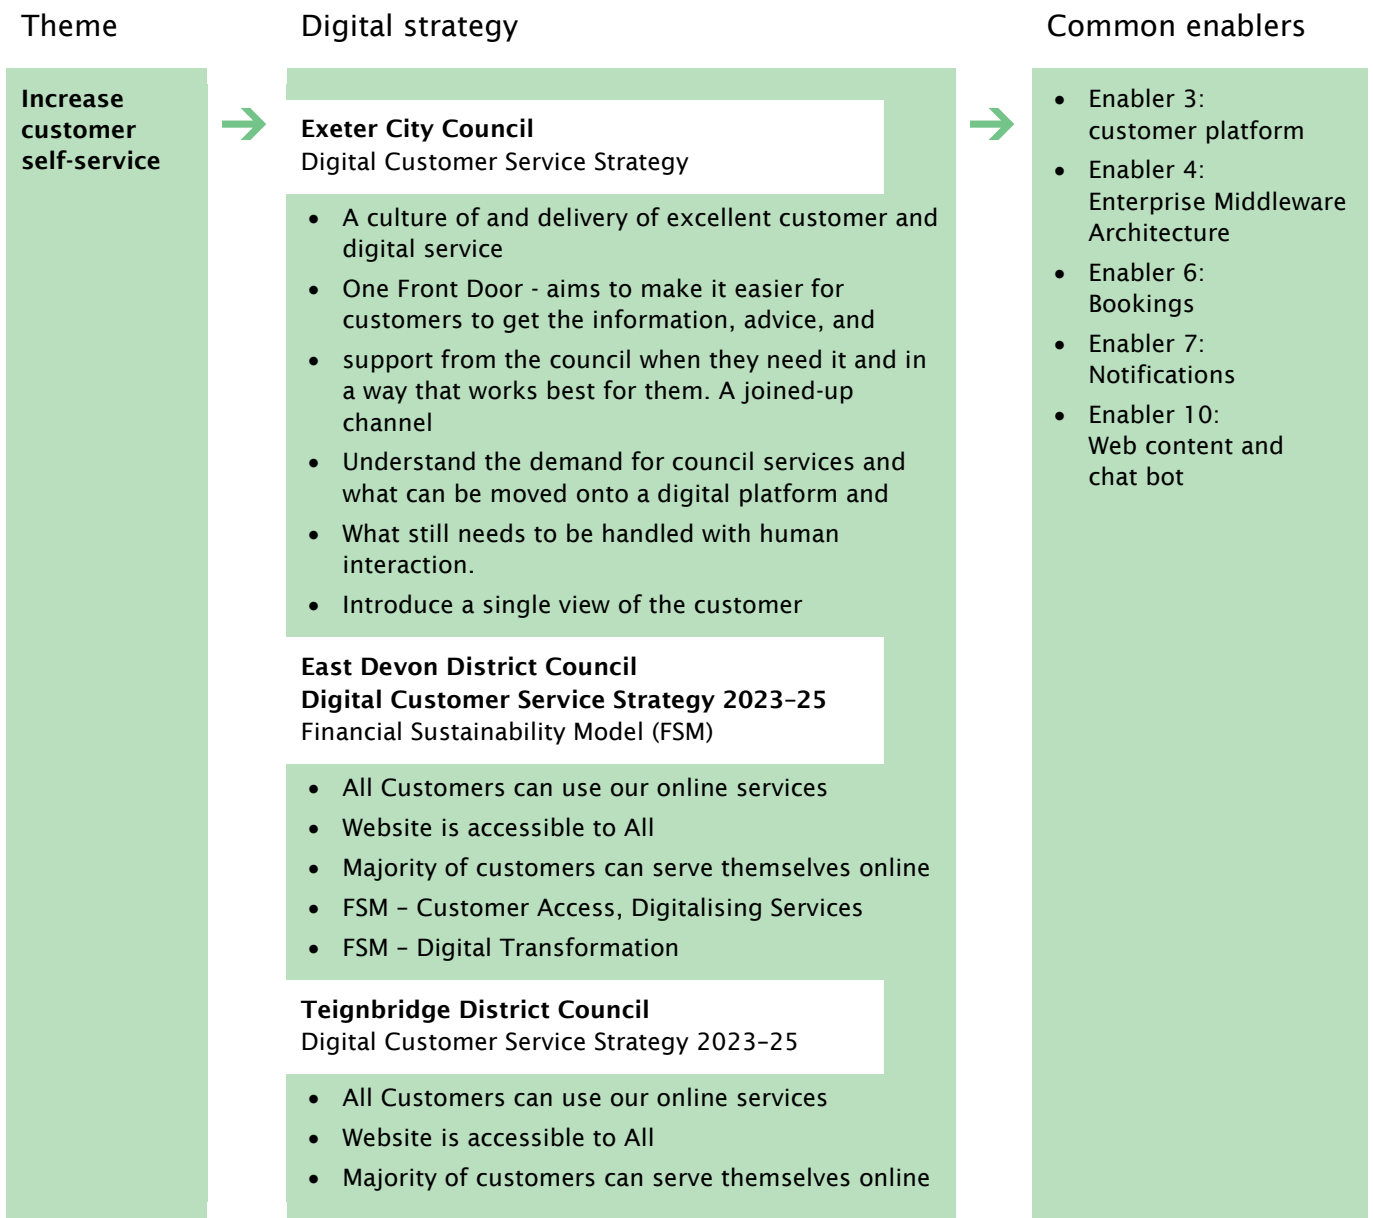 Theme
Digital strategy
Common enablers
Increase
customer
self-service
Exeter City Council
Digital Customer Service Strategy
• A culture of and delivery of excellent customer and
digital service
• One Front Door - aims to make it easier for
customers to get the information, advice, and
• support from the council when they need it and in
a way that works best for them. A joined-up
channel
• Understand the demand for council services and
what can be moved onto a digital platform and
• What still needs to be handled with human
interaction.
• Introduce a single view of the customer
East Devon District Council
Digital Customer Service Strategy 2023–25
Financial Sustainability Model (FSM)
• All Customers can use our online services
• Website is accessible to All
• Majority of customers can serve themselves online
• FSM – Customer Access, Digitalising Services
• FSM – Digital Transformation
Teignbridge District Council
Digital Customer Service Strategy 2023–25
• All Customers can use our online services
• Website is accessible to All
• Majority of customers can serve themselves online
• Enabler 3:
customer platform
• Enabler 4:
Enterprise Middleware
Architecture
• Enabler 6:
Bookings
• Enabler 7:
Notifications
• Enabler 10:
Web content and
chat bot